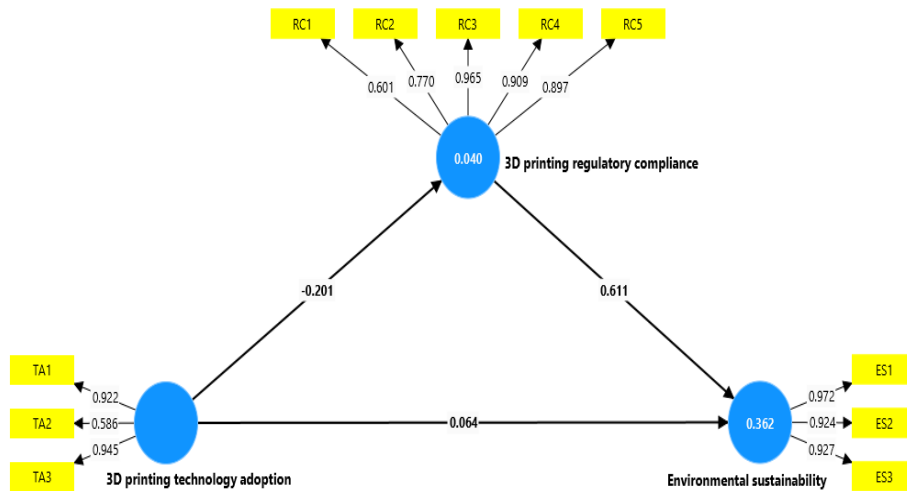 RC1 RC2 RC3 RC4 RC5
0.601 0.770 0.965 0.909 0.897
0.040
3D printing regulatory compliance
-0.201
0.611
TA1
TA2
TA3
0.922
0.586
0.945
3D printing technology adoption
0.064
0.362
Environmental sustainability
0.972
0.924
0.927
ES1
ES2
ES3